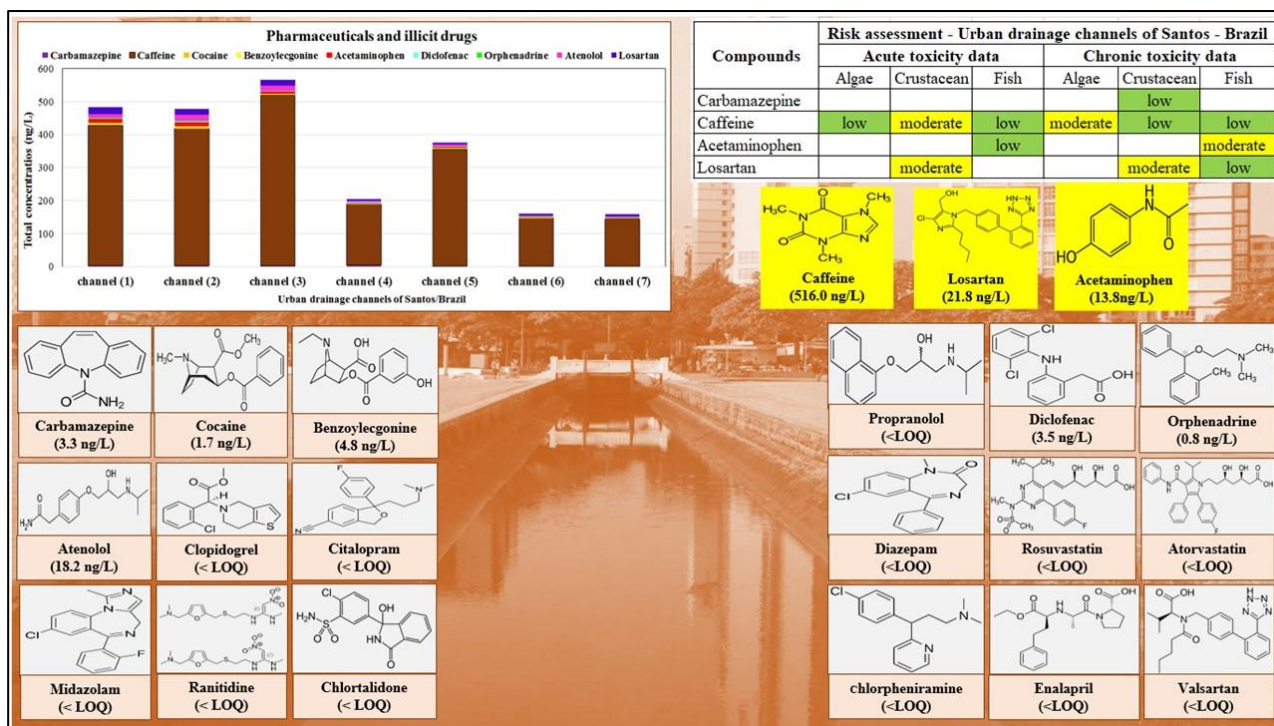 Pharmaceuticals and illicit drugs
Carbamazepine Caffeine Cocaine Benzoylecgonine Acetaminophen Diclofenac Orphenadrine Atenolol Losartan
Total concentratios (ng/L)
600
500
400
300
200
100
0
channel (1) channel (2) channel (3) channel (4) channel (5) channel (6) channel (7)
Urban drainage channels of Santos/Brazil
Compounds
Risk assessment - Urban drainage channels of Santos - Brazil
Acute toxicity data Chronic toxicity data
Algae Crustacean Fish Algae Crustacean Fish
Carbamazepine low
Caffeine low moderate low moderate low low
Acetaminophen low moderate
Losartan moderate moderate low
Caffeine
(516.0 ng/L)
Losartan
(21.8 ng/L)
Acetaminophen
(13.8ng/L)
Carbamazepine
(3.3 ng/L)
Cocaine
(1.7 ng/L)
Benzoylecgonine
(4.8 ng/L)
Propranolol
(<LOQ)
Diclofenac
(3.5 ng/L)
Orphenadrine
(0.8 ng/L)
Atenolol
(18.2 ng/L)
Clopidogrel
(< LOQ)
Citalopram
(< LOQ)
Diazepam
(<LOQ)
Rosuvastatin
(<LOQ)
Atorvastatin
(<LOQ)
Midazolam
(< LOQ)
Ranitidine
(< LOQ)
Chlortalidone
(< LOQ)
Chlorpheniramine
(<LOQ)
Enalapril
(<LOQ)
Valsartan
(<LOQ)